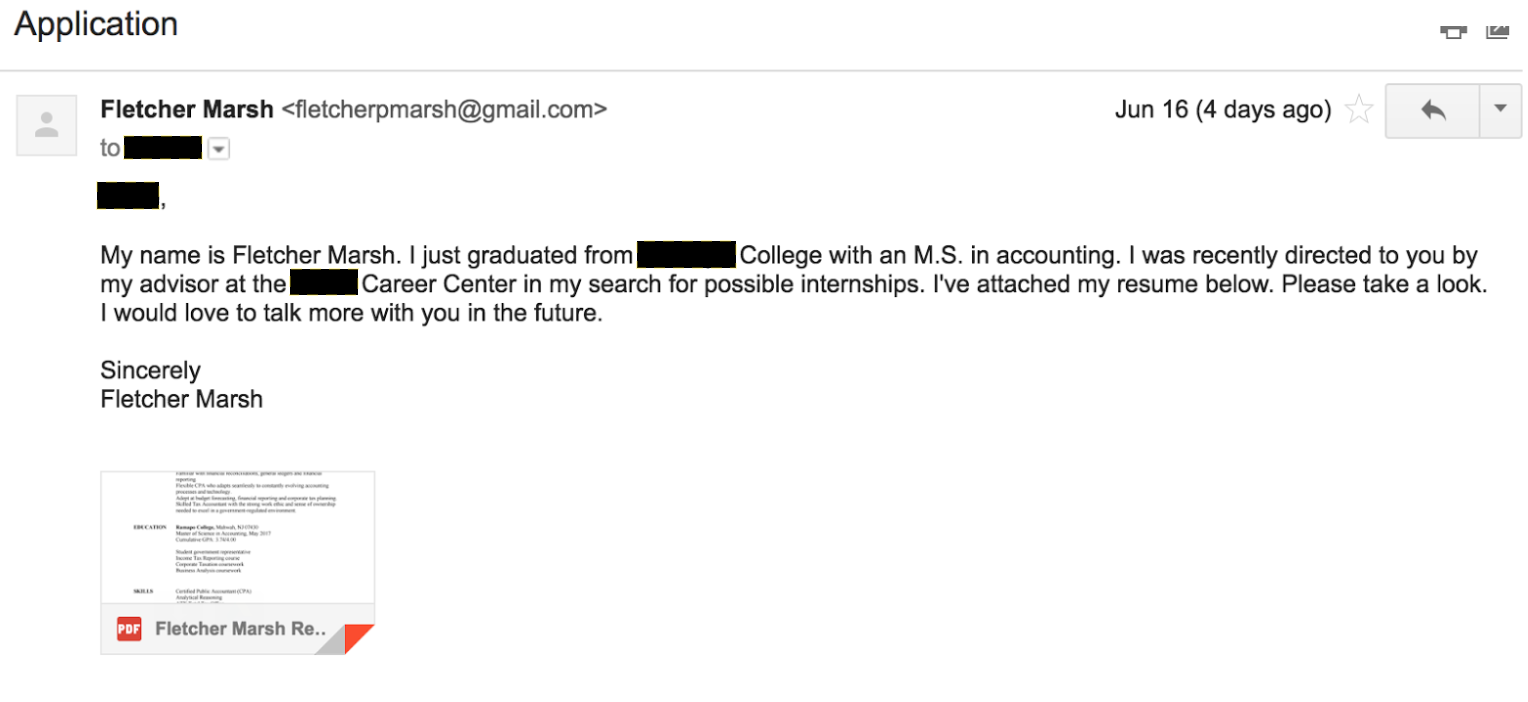 Application
Fletcher Marsh <fletcherpmarsh@gmail.com>
Jun 16 (4 days ago)
to
,
My name is Fletcher Marsh. I just graduated from College with an M.S. in accounting. I was recently directed to you by
my advisor at the Career Center in my search for possible internships. I've attached my resume below. Please take a look.
I would love to talk more with you in the future.
Sincerely
Fletcher Marsh
Familiar with financial reconciliations, general ledgers and financial
reporting
Flexible CPA who adapts seamlessly to constantly evolving accounting
processes and technology.
Adept at budget forecasting, financial reporting and corporate tax planning.
Skilled Tax Accountant with the strong work ethic and sense of ownership
needed to excel in a government-regulated environment.
EDUCATION Ramapo College, Mahwah, NJ 07430
Master of Science in Accounting, May 2017
Cumulative GPA: 3.74/4.00
Student government representative
Income Tax Reporting course
Corporate Taxation coursework
Business Analysis coursework
SKILLS Certified Public Accountant (CPA)
Analytical Reasoning
PDF Fletcher Marsh Re..